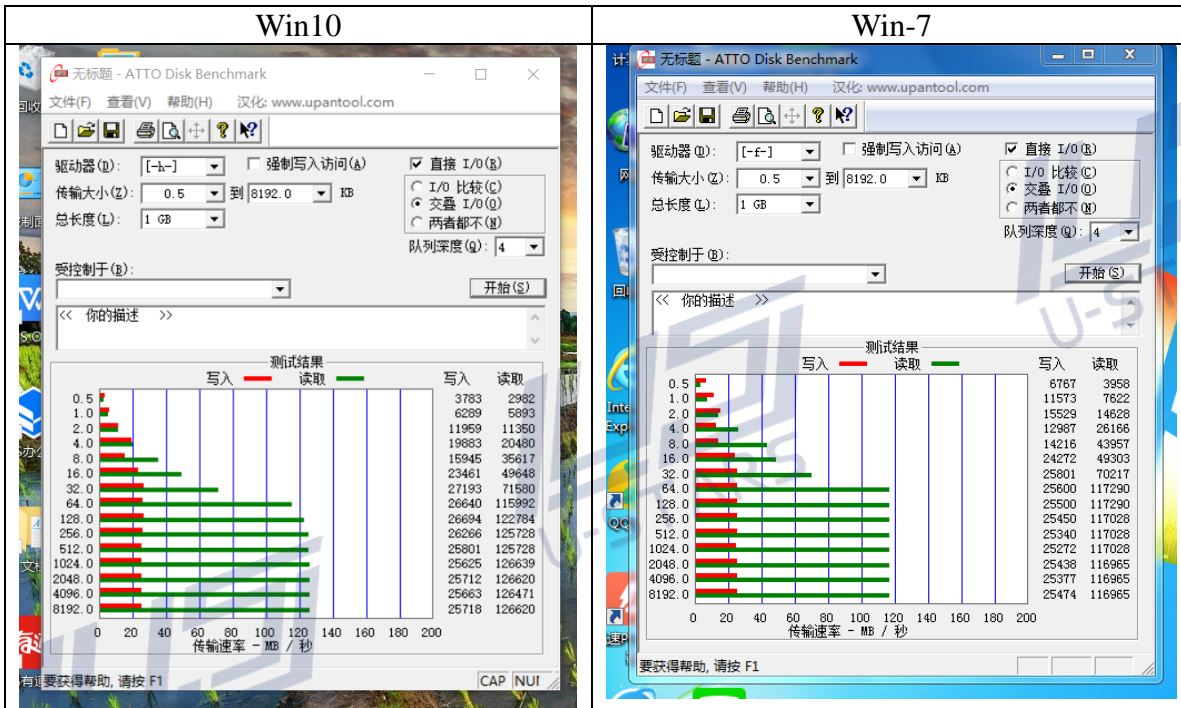 Win10
Win-7
无标题 - ATTO Disk Benchmark
文件(F) 查看(V) 帮助(H) 汉化: www.upantool.com
驱动器(D): [-h-] 强制写入访问(A) 直接 I/O(R)
传输大小(Z): 0.5 到 8192.0 KB
I/O 比较(C)
交叠 I/O(O)
总长度(L): 1 GB
两者都不(N)
队列深度(Q): 4
受控制于(B):
开始(S)
<< 你的描述 >>
测试结果
写入 读取 写入 读取
0.5 3783 2982
1.0 6289 5893
2.0 11959 11350
4.0 19883 20480
8.0 15945 35617
16.0 23461 49648
32.0 27193 71580
64.0 26640 115992
128.0 26694 122784
256.0 26266 125728
512.0 25801 125728
1024.0 25625 126639
2048.0 25712 126620
4096.0 25663 126471
8192.0 25718 126620
0 20 40 60 80 100 120 140 160 180 200
传输速率 - MB / 秒
要获得帮助, 请按 F1 CAP NUM
无标题 - ATTO Disk Benchmark
文件(F) 查看(V) 帮助(H) 汉化: www.upantool.com
驱动器(D): [-f-] 强制写入访问(A) 直接 I/O(R)
传输大小(Z): 0.5 到 8192.0 KB
I/O 比较(C)
交叠 I/O(O)
总长度(L): 1 GB
两者都不(N)
队列深度(Q): 4
受控制于(B):
开始(S)
<< 你的描述 >>
测试结果
写入 读取 写入 读取
0.5 6767 3958
1.0 11573 7622
2.0 15529 14628
4.0 12987 26166
8.0 14216 43957
16.0 24272 49303
32.0 25801 70217
64.0 25600 117290
128.0 25500 117290
256.0 25450 117028
512.0 25340 117028
1024.0 25272 117028
2048.0 25438 116965
4096.0 25377 116965
8192.0 25474 116965
0 20 40 60 80 100 120 140 160 180 200
传输速率 - MB / 秒
要获得帮助, 请按 F1
U-STARS